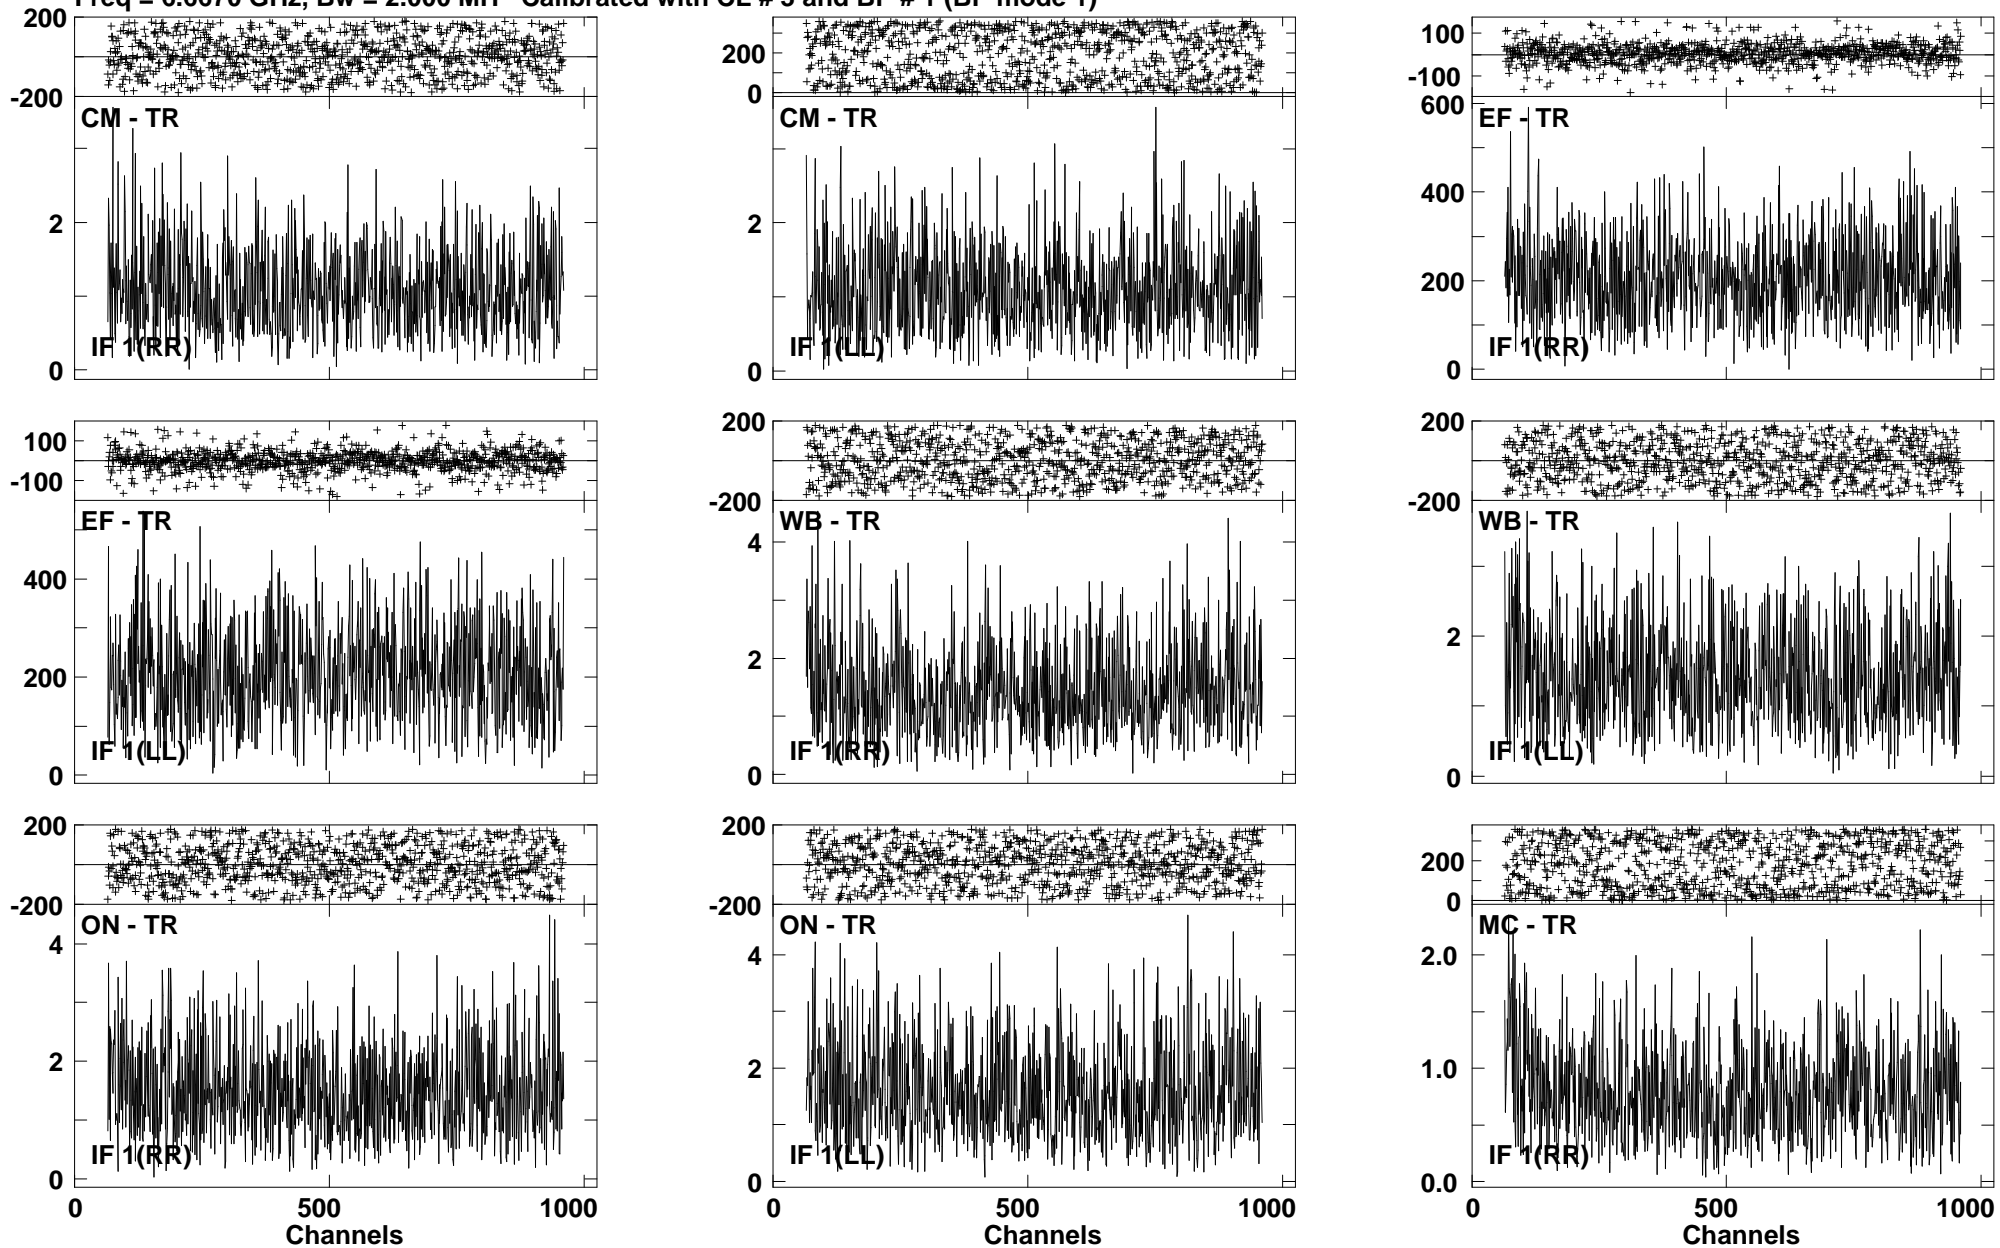 Freq = 6.6670 GHz, Bw = 2.000 MH Calibrated with CL # 5 and BP # 1 (BP mode 1)
200
-200
CM - TR
2
0
IF 1(RR)
200
0
CM - TR
2
0
IF 1(LL)
100
-100
600
EF - TR
400
200
0
IF 1(RR)
100
-100
EF - TR
400
200
0
IF 1(LL)
200
-200
WB - TR
4
2
0
IF 1(RR)
200
-200
WB - TR
2
0
IF 1(LL)
200
-200
ON - TR
4
2
0
IF 1(RR)
0 500 1000
Channels
200
-200
ON - TR
4
2
0
IF 1(LL)
0 500 1000
Channels
200
0
MC - TR
2.0
1.0
0.0
IF 1(RR)
0 500 1000
Channels